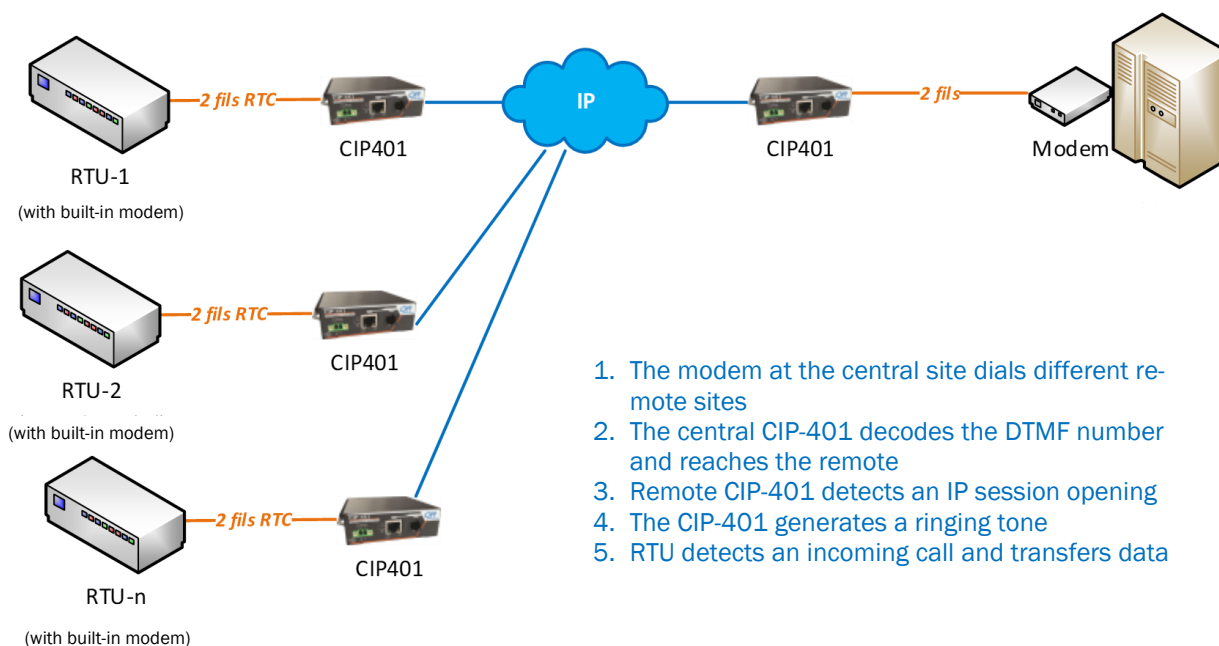 2 fils RTC
IP
2 fils
CIP401
CIP401
Modem
RTU-1
(with built-in modem)
2 fils RTC
CIP401
RTU-2
(with built-in modem)
1. The modem at the central site dials different re-
mote sites
2. The central CIP-401 decodes the DTMF number
and reaches the remote
3. Remote CIP-401 detects an IP session opening
4. The CIP-401 generates a ringing tone
5. RTU detects an incoming call and transfers data
2 fils RTC
CIP401
RTU-n
(with built-in modem)